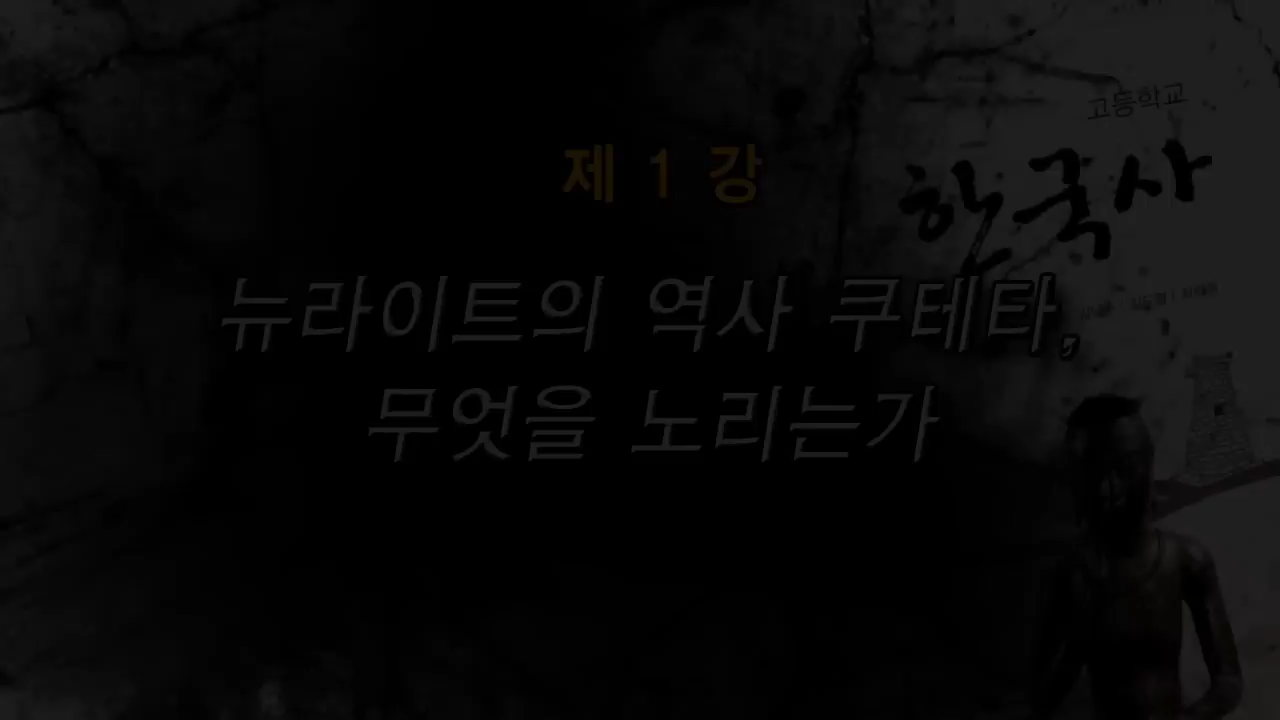 제 1 강
뉴라이트의 역사 쿠테타,
무엇을 노리는가
고등학교
한국사